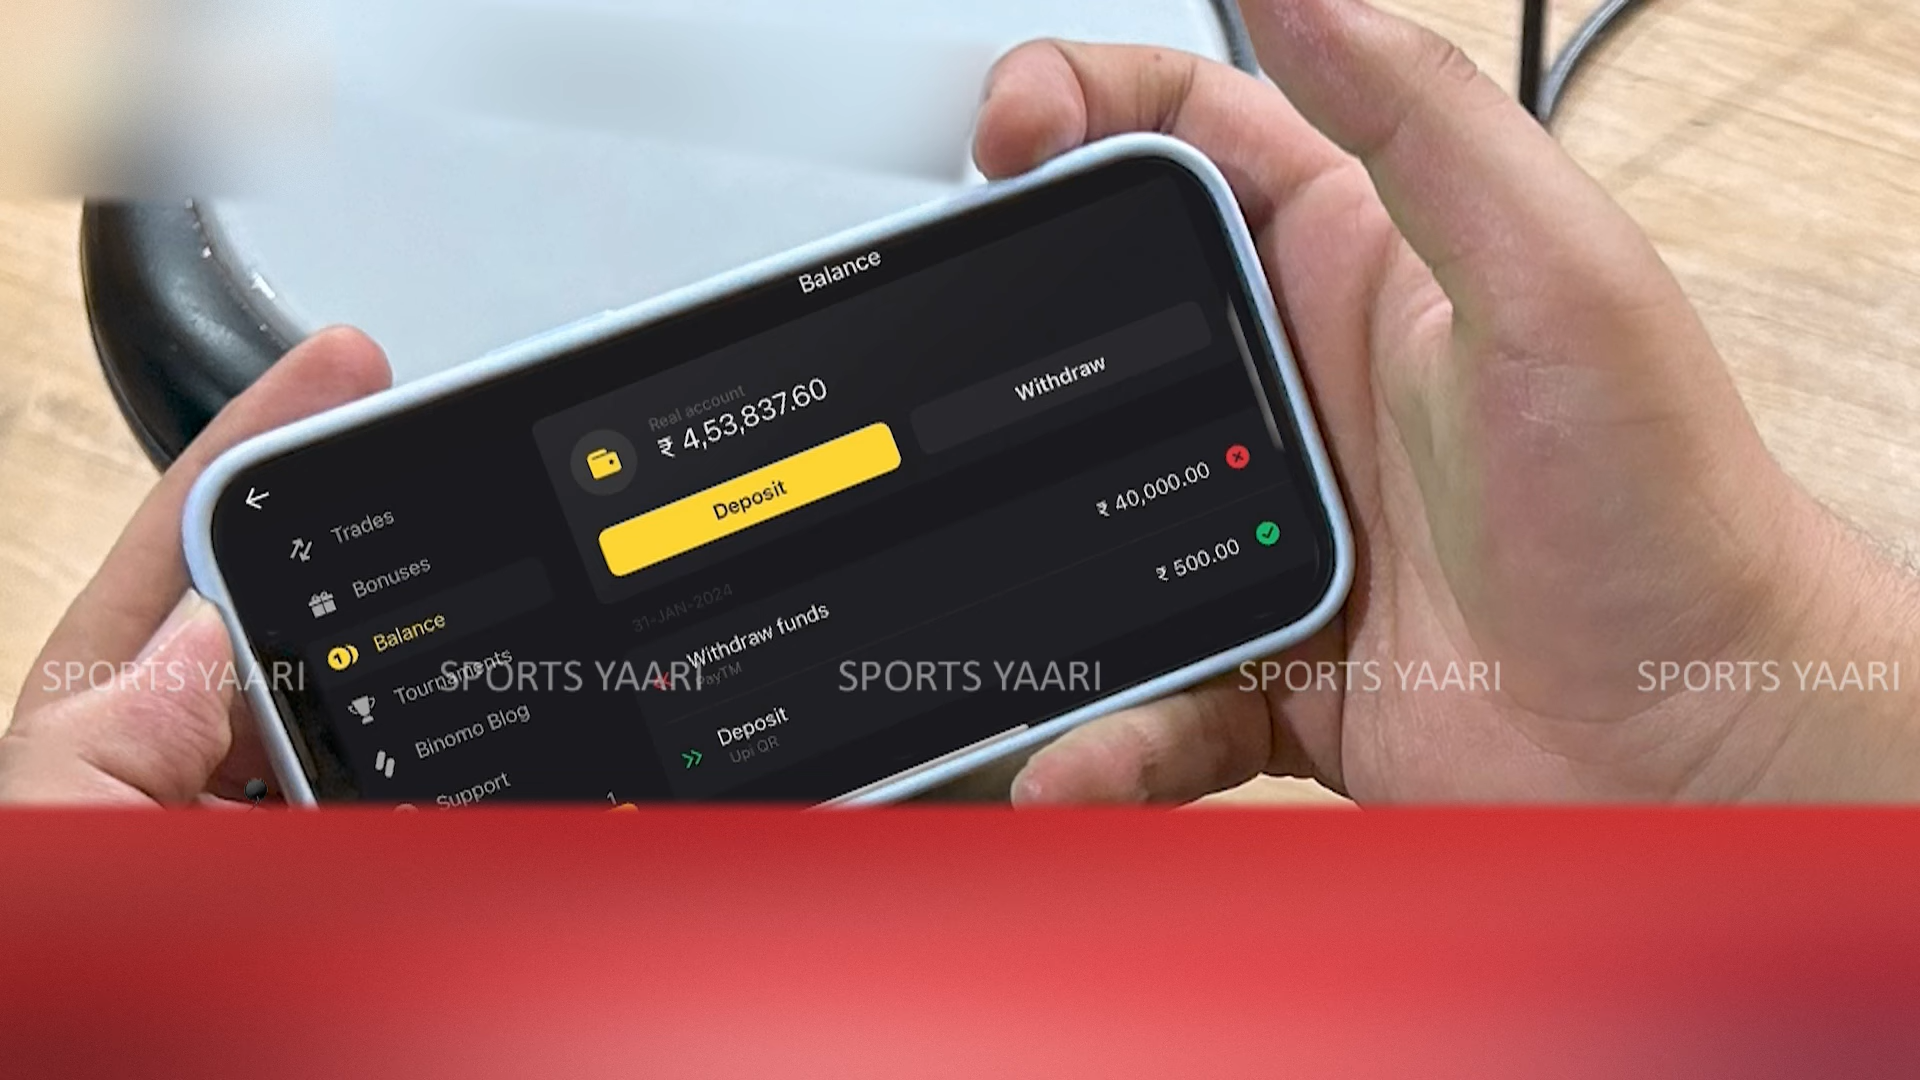 Balance
Real account
₹ 4,53,837.60
Deposit
Withdraw
Trades
Bonuses
Balance
Tournaments
Binomo Blog
Support
1
31-JAN-2024
Withdraw funds
PayTM
₹ 40,000.00
Deposit
Upi QR
₹ 500.00
SPORTS YAARI SPORTS YAARI SPORTS YAARI SPORTS YAARI SPORTS YAARI